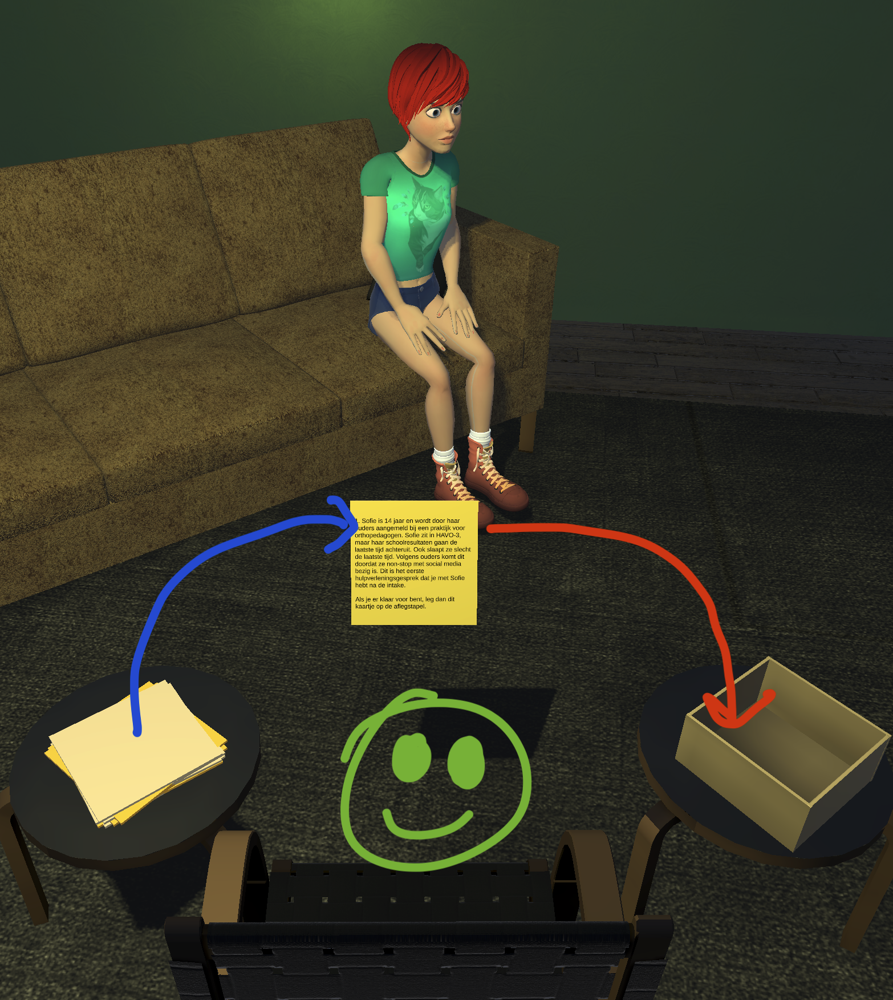 1. Sofie is 14 jaar en wordt door haar
ouders aangemeld bij een praktijk voor
orthopedagogen. Sofie zit in HAVO-3,
maar haar schoolresultaten gaan de
laatste tijd achteruit. Ook slaapt ze slecht
de laatste tijd. Volgens ouders komt dit
doordat ze non-stop met social media
bezig is. Dit is het eerste
hulpverleningsgesprek dat je met Sofie
hebt na de intake.
Als je er klaar voor bent, leg dan dit
kaartje op de aflegstapel.